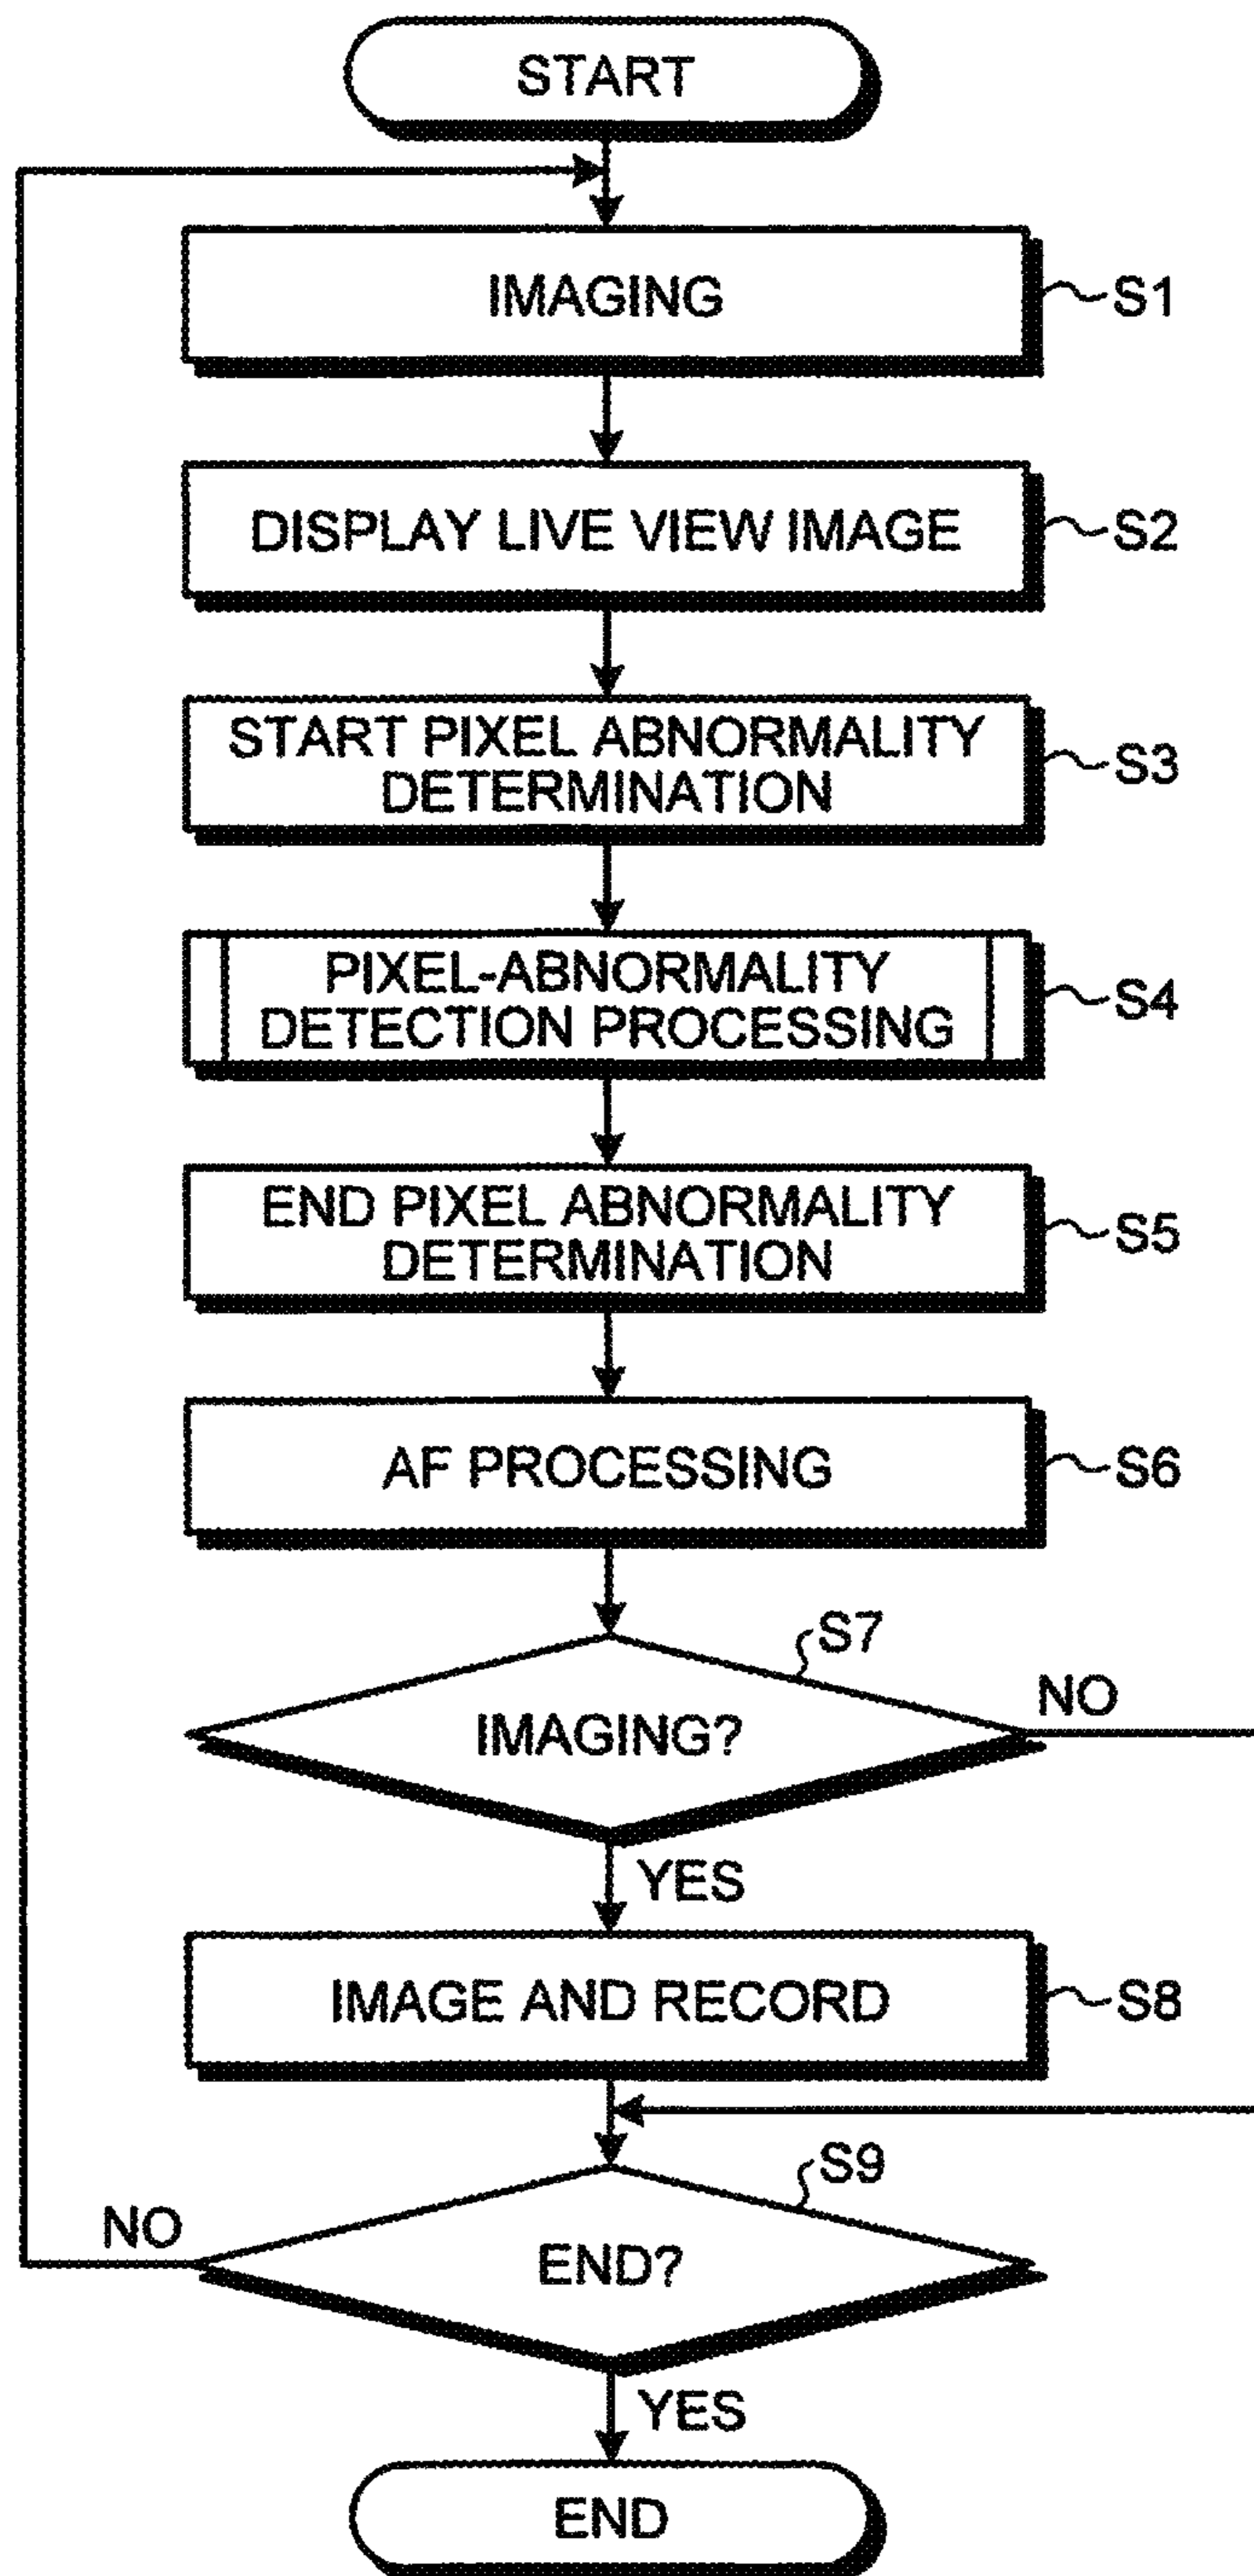 START
IMAGING
S1
DISPLAY LIVE VIEW IMAGE
S2
START PIXEL ABNORMALITY
DETERMINATION
S3
PIXEL-ABNORMALITY
DETECTION PROCESSING
S4
END PIXEL ABNORMALITY
DETERMINATION
S5
AF PROCESSING
S6
S7
IMAGING?
NO
YES
IMAGE AND RECORD
S8
S9
NO
END?
YES
END